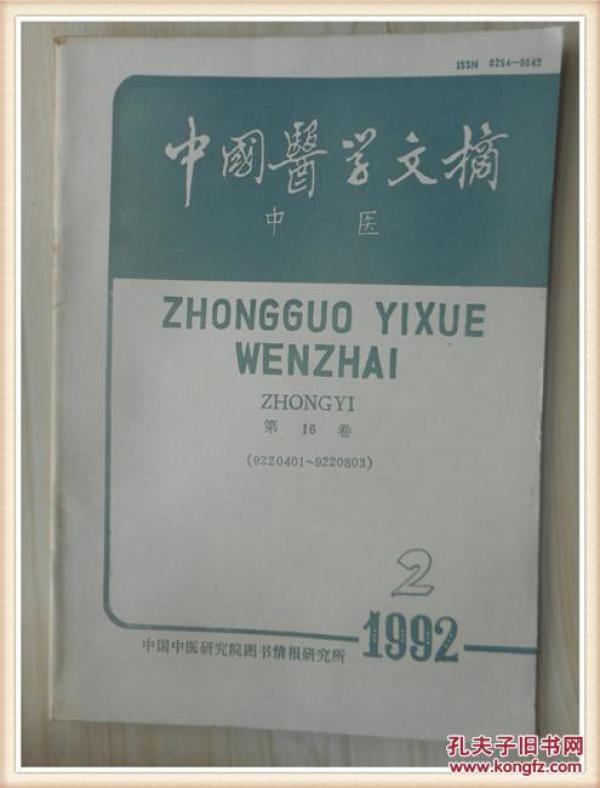 ISSN 0254—9042
中國醫学文摘
中医
ZHONGGUO YIXUE
WENZHAI
ZHONGYI
第 16 卷
(9220401~9220803)
2
1992
中国中医研究院图书情报研究所
孔夫子旧书网
www.kongfz.com